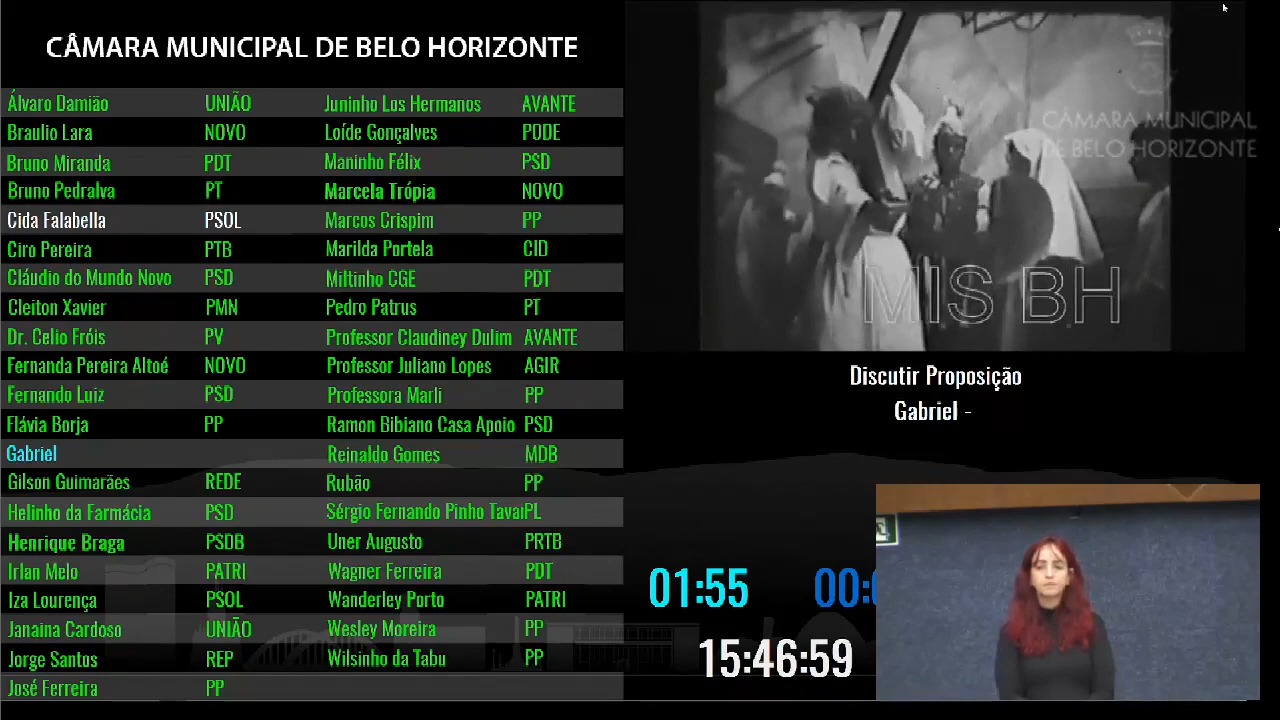 CÂMARA MUNICIPAL DE BELO HORIZONTE
Álvaro Damião UNIÃO Juninho Los Hermanos AVANTE
Braulio Lara NOVO Loíde Gonçalves PODE
Bruno Miranda PDT Maninho Félix PSD
Bruno Pedralva PT Marcela Trópia NOVO
Cida Falabella PSOL Marcos Crispim PP
Ciro Pereira PTB Marilda Portela CID
Cláudio do Mundo Novo PSD Miltinho CGE PDT
Cleiton Xavier PMN Pedro Patrus PT
Dr. Celio Fróis PV Professor Claudiney Dulim AVANTE
Fernanda Pereira Altoé NOVO Professor Juliano Lopes AGIR
Fernando Luiz PSD Professora Marli PP
Flávia Borja PP Ramon Bibiano Casa Apoio PSD
Gabriel Reinaldo Gomes MDB
Gilson Guimarães REDE Rubão PP
Helinho da Farmácia PSD Sérgio Fernando Pinho Tavar PL
Henrique Braga PSDB Uner Augusto PRTB
Irlan Melo PATRI Wagner Ferreira PDT
Iza Lourença PSOL Wanderley Porto PATRI
Janaina Cardoso UNIÃO Wesley Moreira PP
Jorge Santos REP Wilsinho da Tabu PP
José Ferreira PP
CÂMARA MUNICIPAL
DE BELO HORIZONTE
MIS BH
Discutir Proposição
Gabriel -
01:55
15:46:59